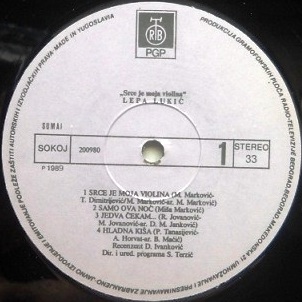 PRODUKCIJA GRAMOFONSKIH PLOČA RADIO-TELEVIZIJE BEOGRAD
MADE IN YUGOSLAVIA
RTB
PGP
„Srce je moja violina"
LEPA LUKIĆ
SOKOJ
200980
1
STEREO
33
P 1989
1 SRCE JE MOJA VIOLINA (M. Marković-
T. Dimitrijević/M. Marković-ar. M. Marković)
2 SAMO OVA NOĆ (Miša Marković)
3 JEDVA ČEKAM... (R. Jovanović-
M. Jovanović-ar. D. M. Janković)
4 HLADNA KIŠA (P. Tanasijević-
A. Horvat-ar. B. Mačić)
Recenzent D. Ivanković
Dir. i ured. programa S. Terzić